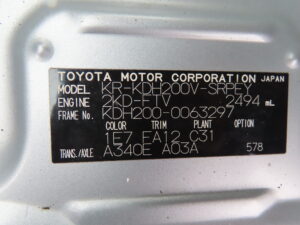 TOYOTA MOTOR CORPORATION JAPAN
MODEL KR-KDH200V-SRPEY
ENGINE 2KD-FTV 2494 mL
FRAME No. KDH200-0063297
COLOR TRIM PLANT OPTION
1E7 FA12 C31
TRANS./AXLE A340E A03A 578